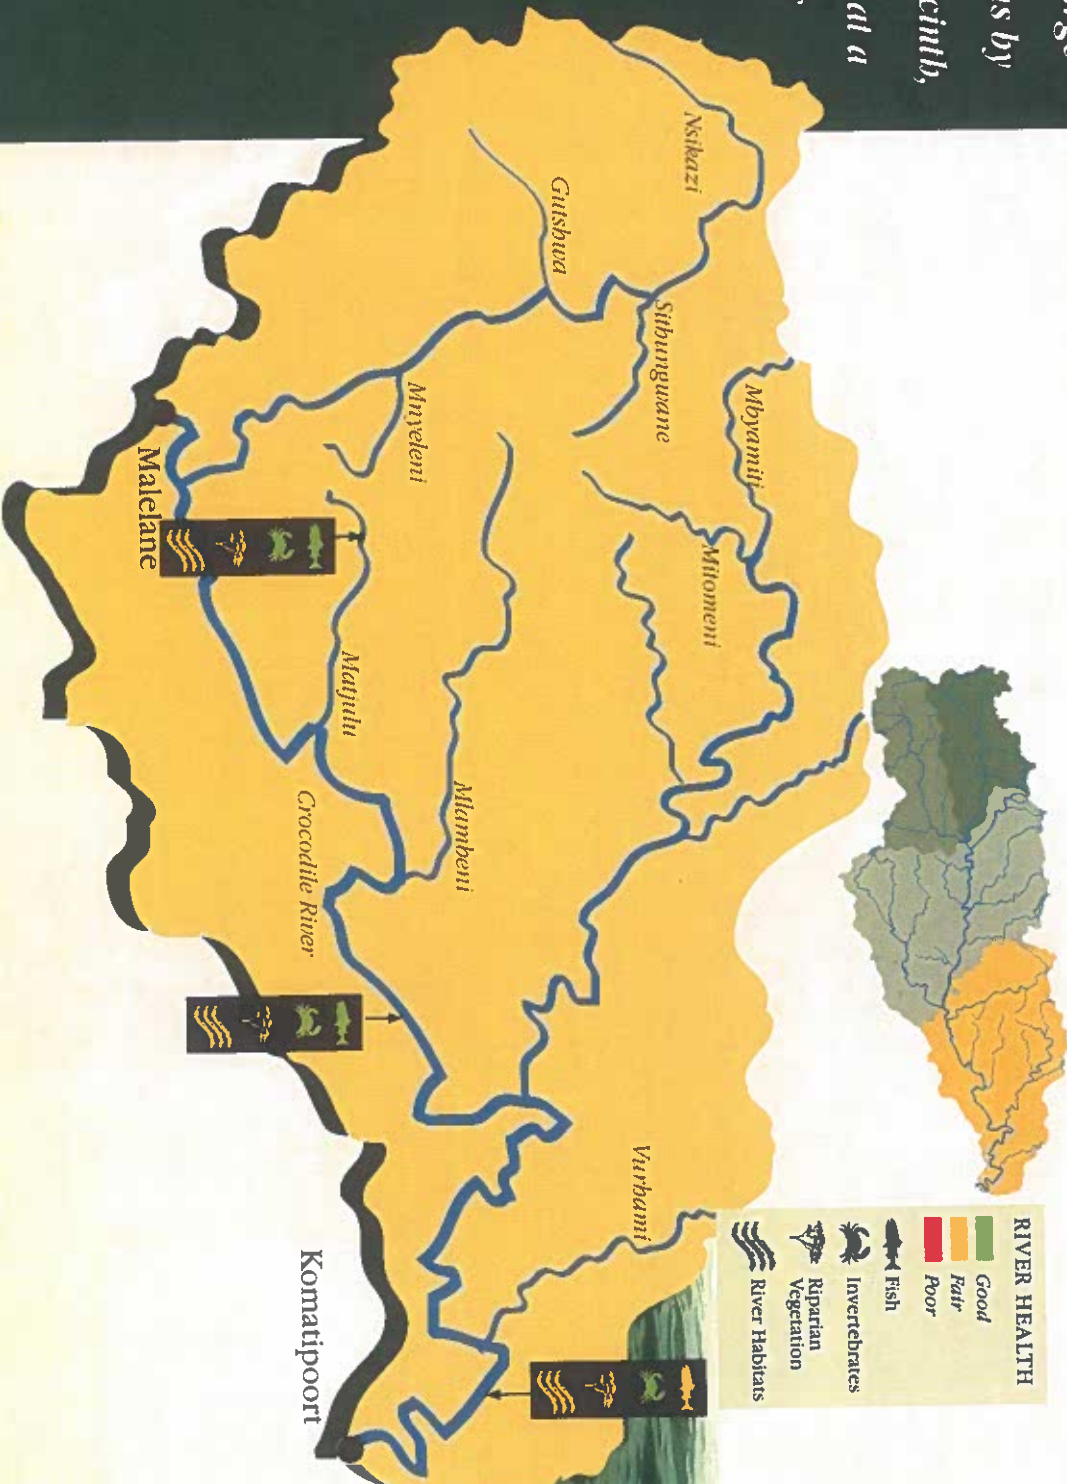 us by
cinth,
al a
Nsikazi
Gutshwa
Sithungwane
Mbyamiti
Mnyeleni
Mitomeni
Malelane
Matjulu
Mlambeni
Crocodile River
Vurhami
Komatipoort
RIVER HEALTH
Good
Fair
Poor
Fish
Invertebrates
Riparian
Vegetation
River Habitats